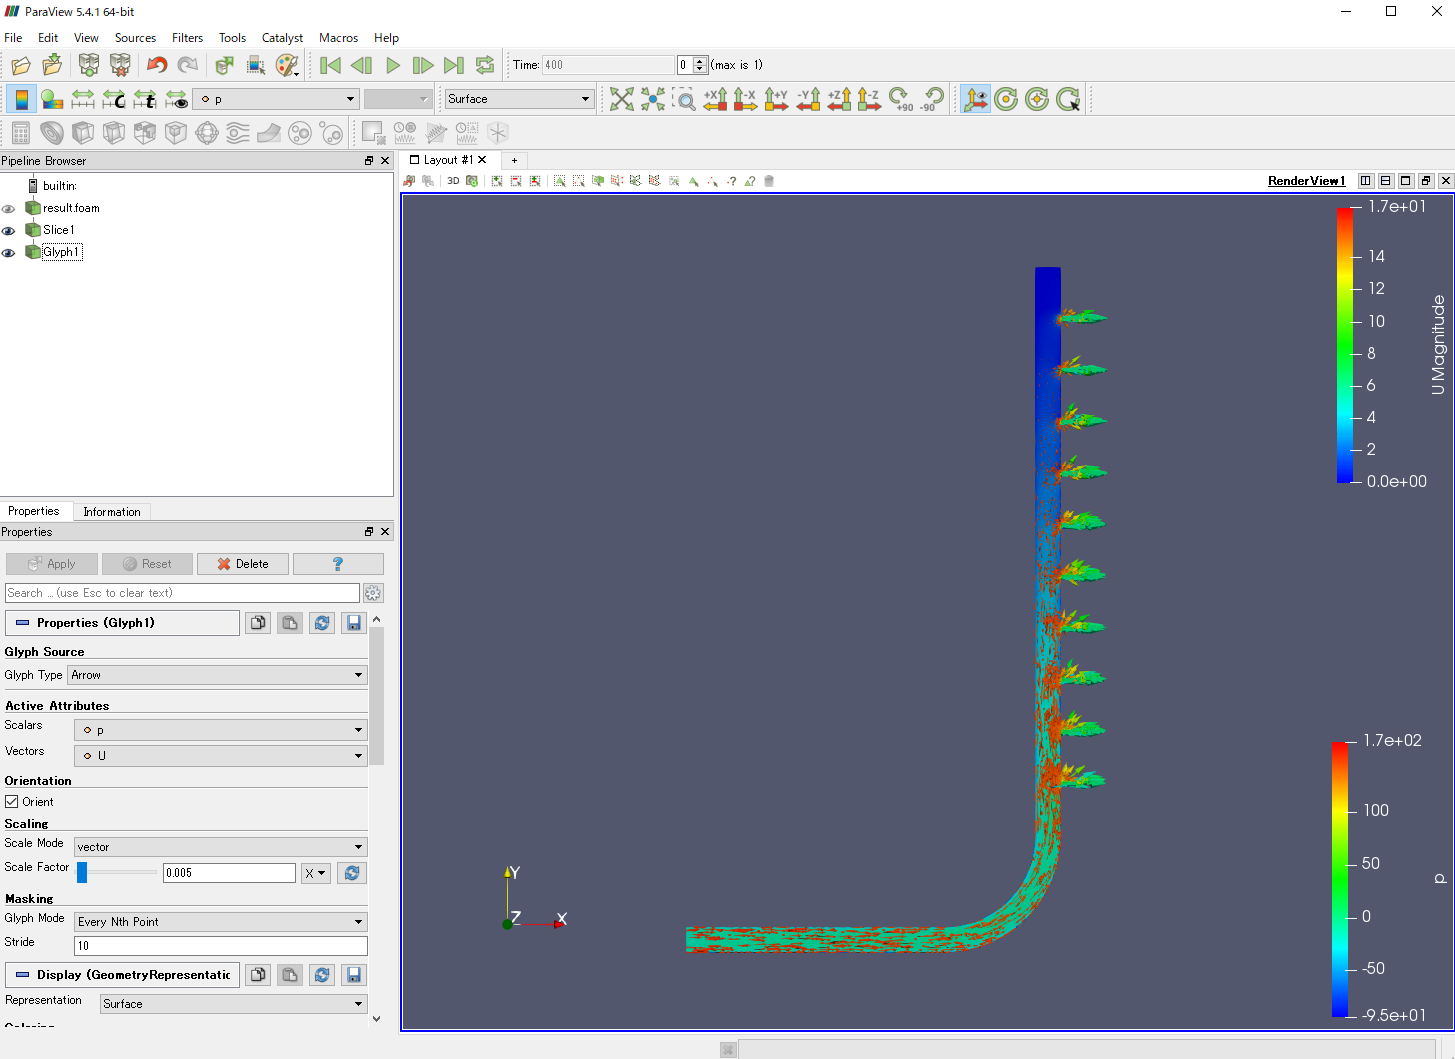 ParaView 5.4.1 64-bit
File Edit View Sources Filters Tools Catalyst Macros Help
Time: 400 0 (max is 1)
p Surface +X -X +Y -Y +Z -Z +90 -90
Pipeline Browser
Layout #1 +
builtin:
3D RenderView1
result.foam
Slice1
Glyph1
1.7e+01
14
12
10
8
6
4
2
0.0e+00
U Magnitude
Properties Information
Properties
Apply Reset Delete ?
Search ... (use Esc to clear text)
Properties (Glyph1)
Glyph Source
Glyph Type Arrow
Active Attributes
Scalars p
Vectors U
Orientation
Orient
Scaling
Scale Mode vector
Scale Factor 0.005 X
Masking
Glyph Mode Every Nth Point
Stride 10
Display (GeometryRepresentatic
Representation Surface
1.7e+02
100
50
0
-50
-9.5e+01
p
Y
Z X